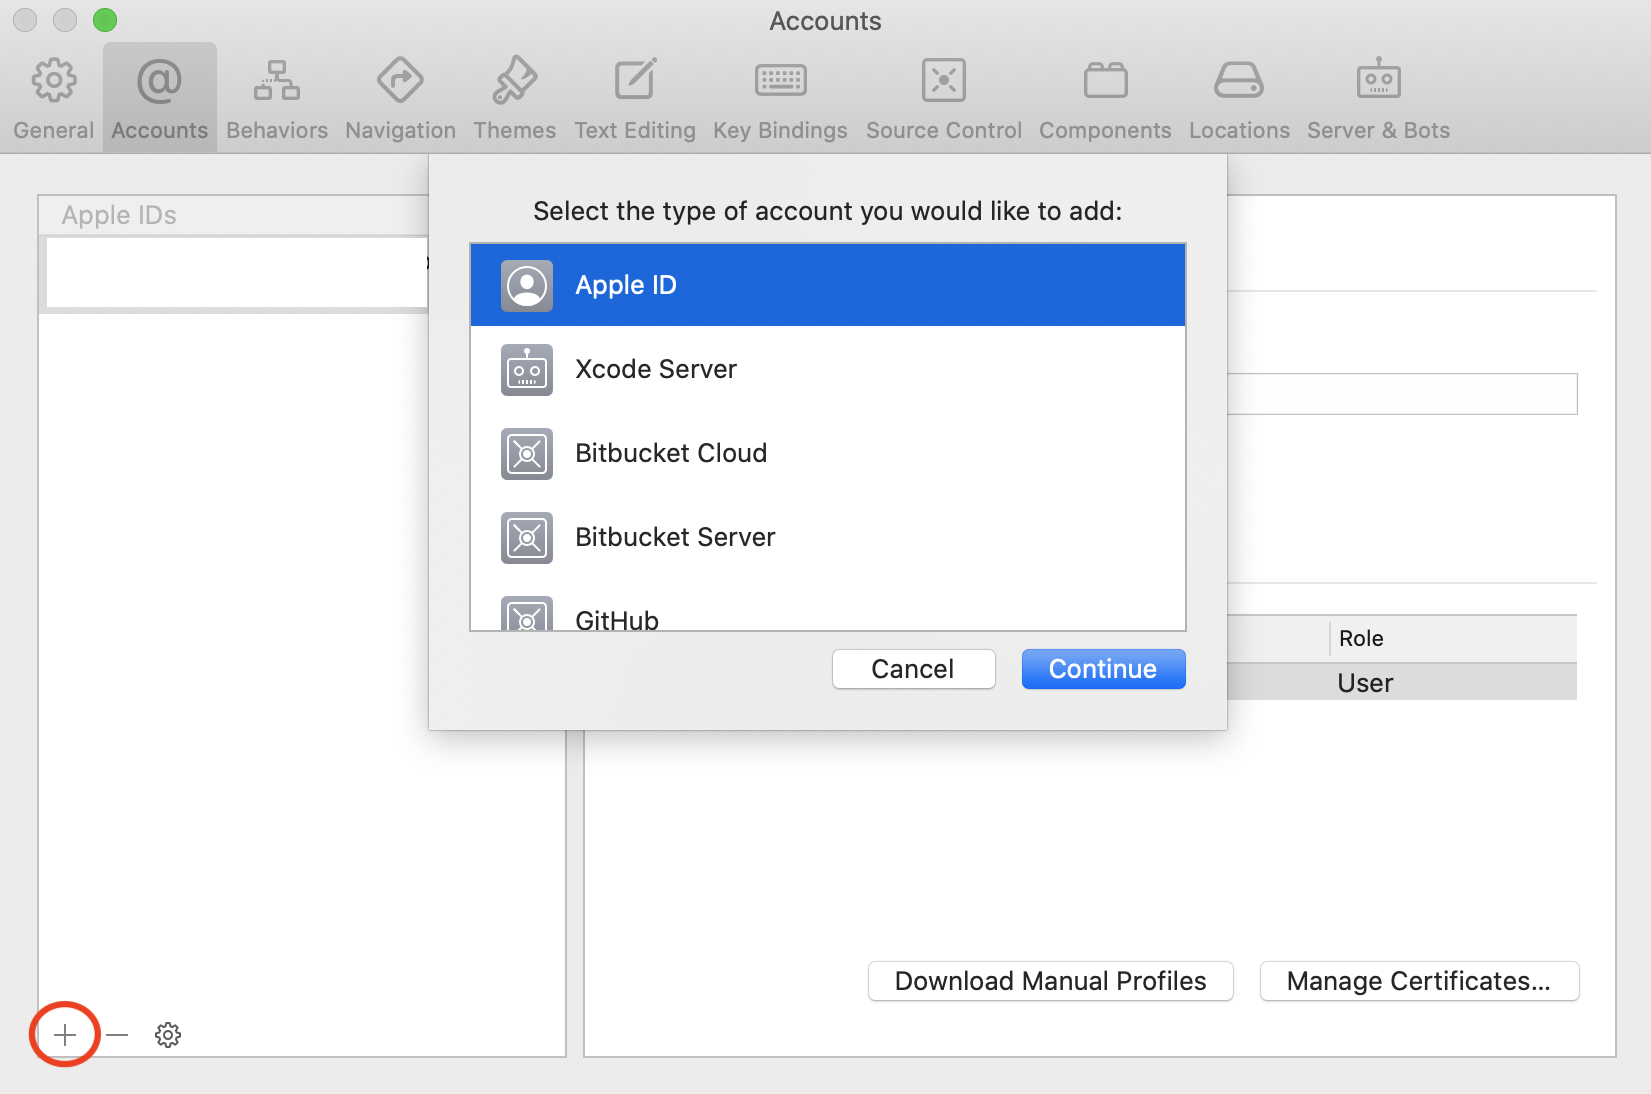 Accounts
General Accounts Behaviors Navigation Themes Text Editing Key Bindings Source Control Components Locations Server & Bots
Apple IDs
Select the type of account you would like to add:
Apple ID
Xcode Server
Bitbucket Cloud
Bitbucket Server
GitHub
Cancel Continue
Role
User
Download Manual Profiles Manage Certificates...